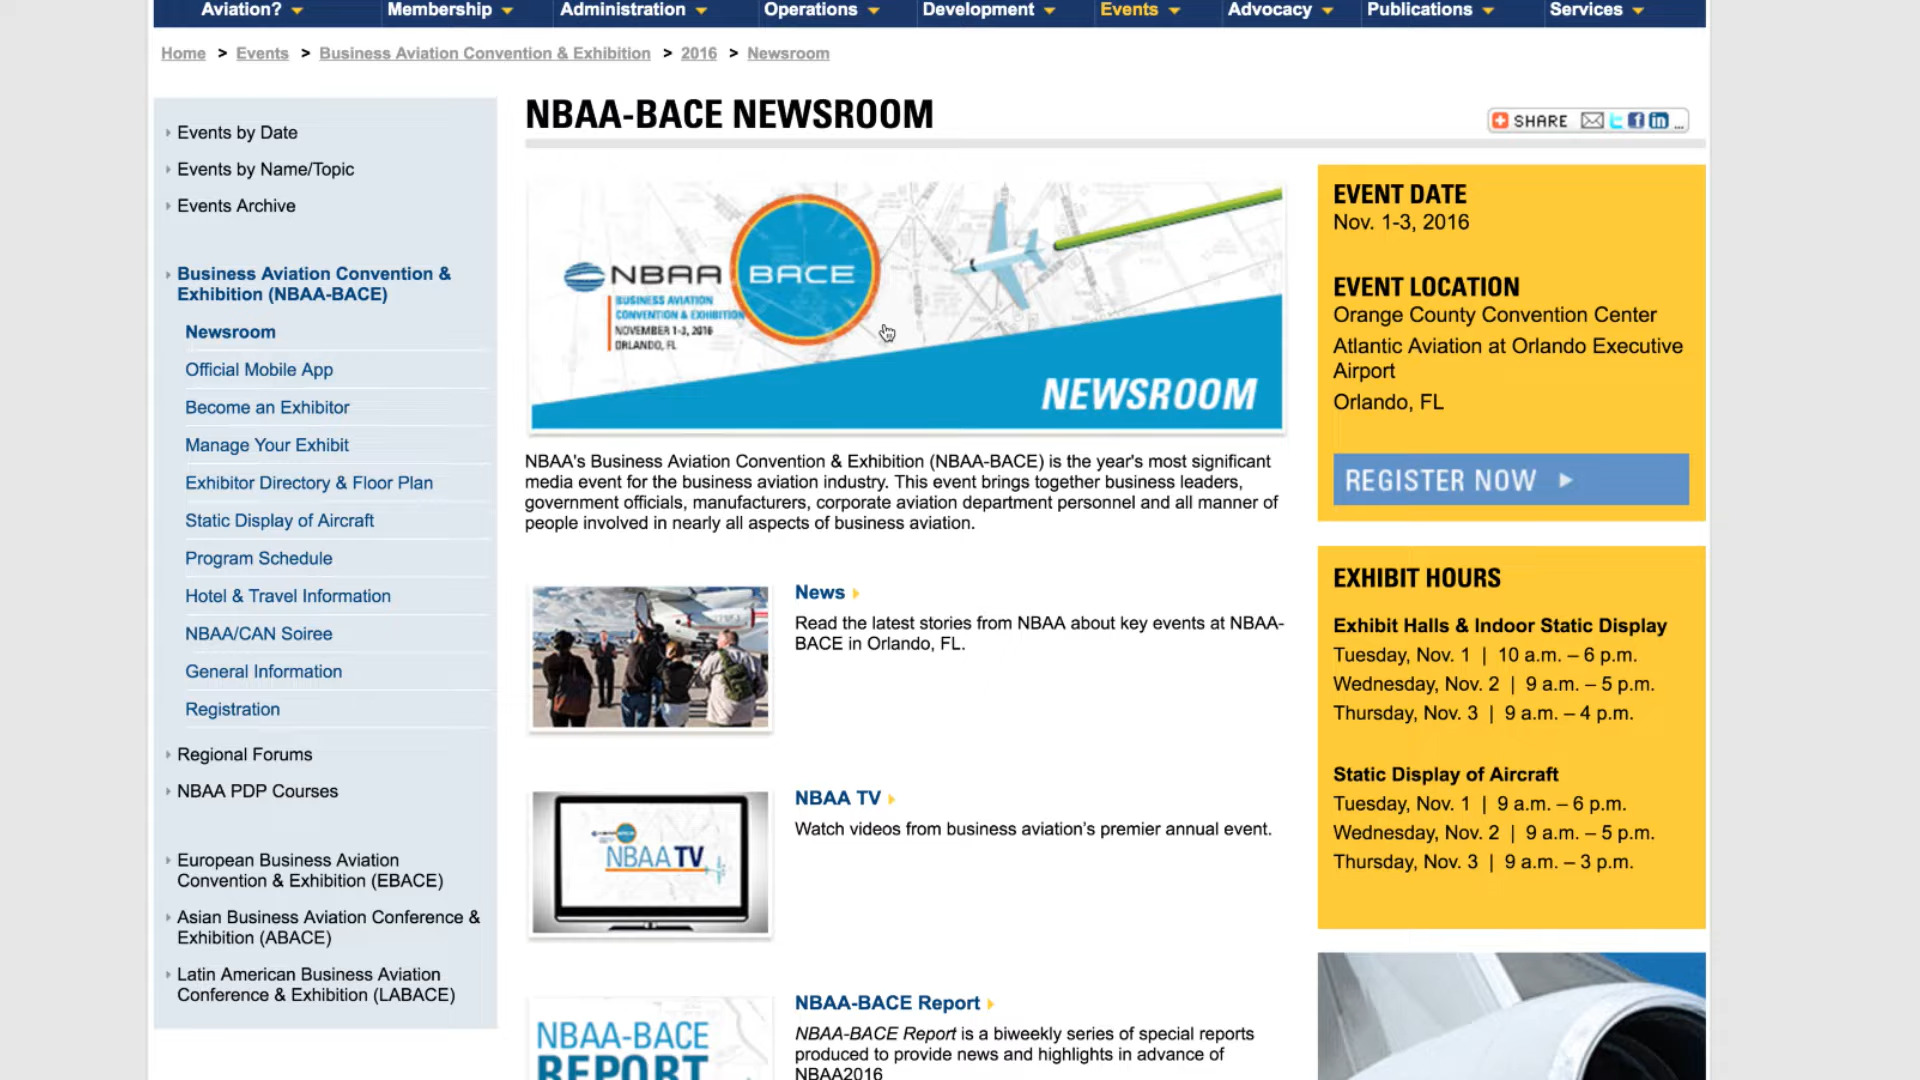 Aviation?
Membership
Administration
Operations
Development
Events
Advocacy
Publications
Services
Home > Events > Business Aviation Convention & Exhibition > 2016 > Newsroom
Events by Date
Events by Name/Topic
Events Archive
Business Aviation Convention &
Exhibition (NBAA-BACE)
Newsroom
Official Mobile App
Become an Exhibitor
Manage Your Exhibit
Exhibitor Directory & Floor Plan
Static Display of Aircraft
Program Schedule
Hotel & Travel Information
NBAA/CAN Soiree
General Information
Registration
Regional Forums
NBAA PDP Courses
European Business Aviation
Convention & Exhibition (EBACE)
Asian Business Aviation Conference &
Exhibition (ABACE)
Latin American Business Aviation
Conference & Exhibition (LABACE)
NBAA-BACE NEWSROOM
SHARE ...
NBAA BACE
BUSINESS AVIATION
CONVENTION & EXHIBITION
NOVEMBER 1-3, 2016
ORLANDO, FL
NEWSROOM
NBAA's Business Aviation Convention & Exhibition (NBAA-BACE) is the year's most significant
media event for the business aviation industry. This event brings together business leaders,
government officials, manufacturers, corporate aviation department personnel and all manner of
people involved in nearly all aspects of business aviation.
News
Read the latest stories from NBAA about key events at NBAA-
BACE in Orlando, FL.
NBAA TV
NBAA TV
Watch videos from business aviation's premier annual event.
NBAA-BACE
REPORT
NBAA-BACE Report
NBAA-BACE Report is a biweekly series of special reports
produced to provide news and highlights in advance of
NBAA2016
EVENT DATE
Nov. 1-3, 2016
EVENT LOCATION
Orange County Convention Center
Atlantic Aviation at Orlando Executive
Airport
Orlando, FL
REGISTER NOW
EXHIBIT HOURS
Exhibit Halls & Indoor Static Display
Tuesday, Nov. 1 | 10 a.m. – 6 p.m.
Wednesday, Nov. 2 | 9 a.m. – 5 p.m.
Thursday, Nov. 3 | 9 a.m. – 4 p.m.
Static Display of Aircraft
Tuesday, Nov. 1 | 9 a.m. – 6 p.m.
Wednesday, Nov. 2 | 9 a.m. – 5 p.m.
Thursday, Nov. 3 | 9 a.m. – 3 p.m.